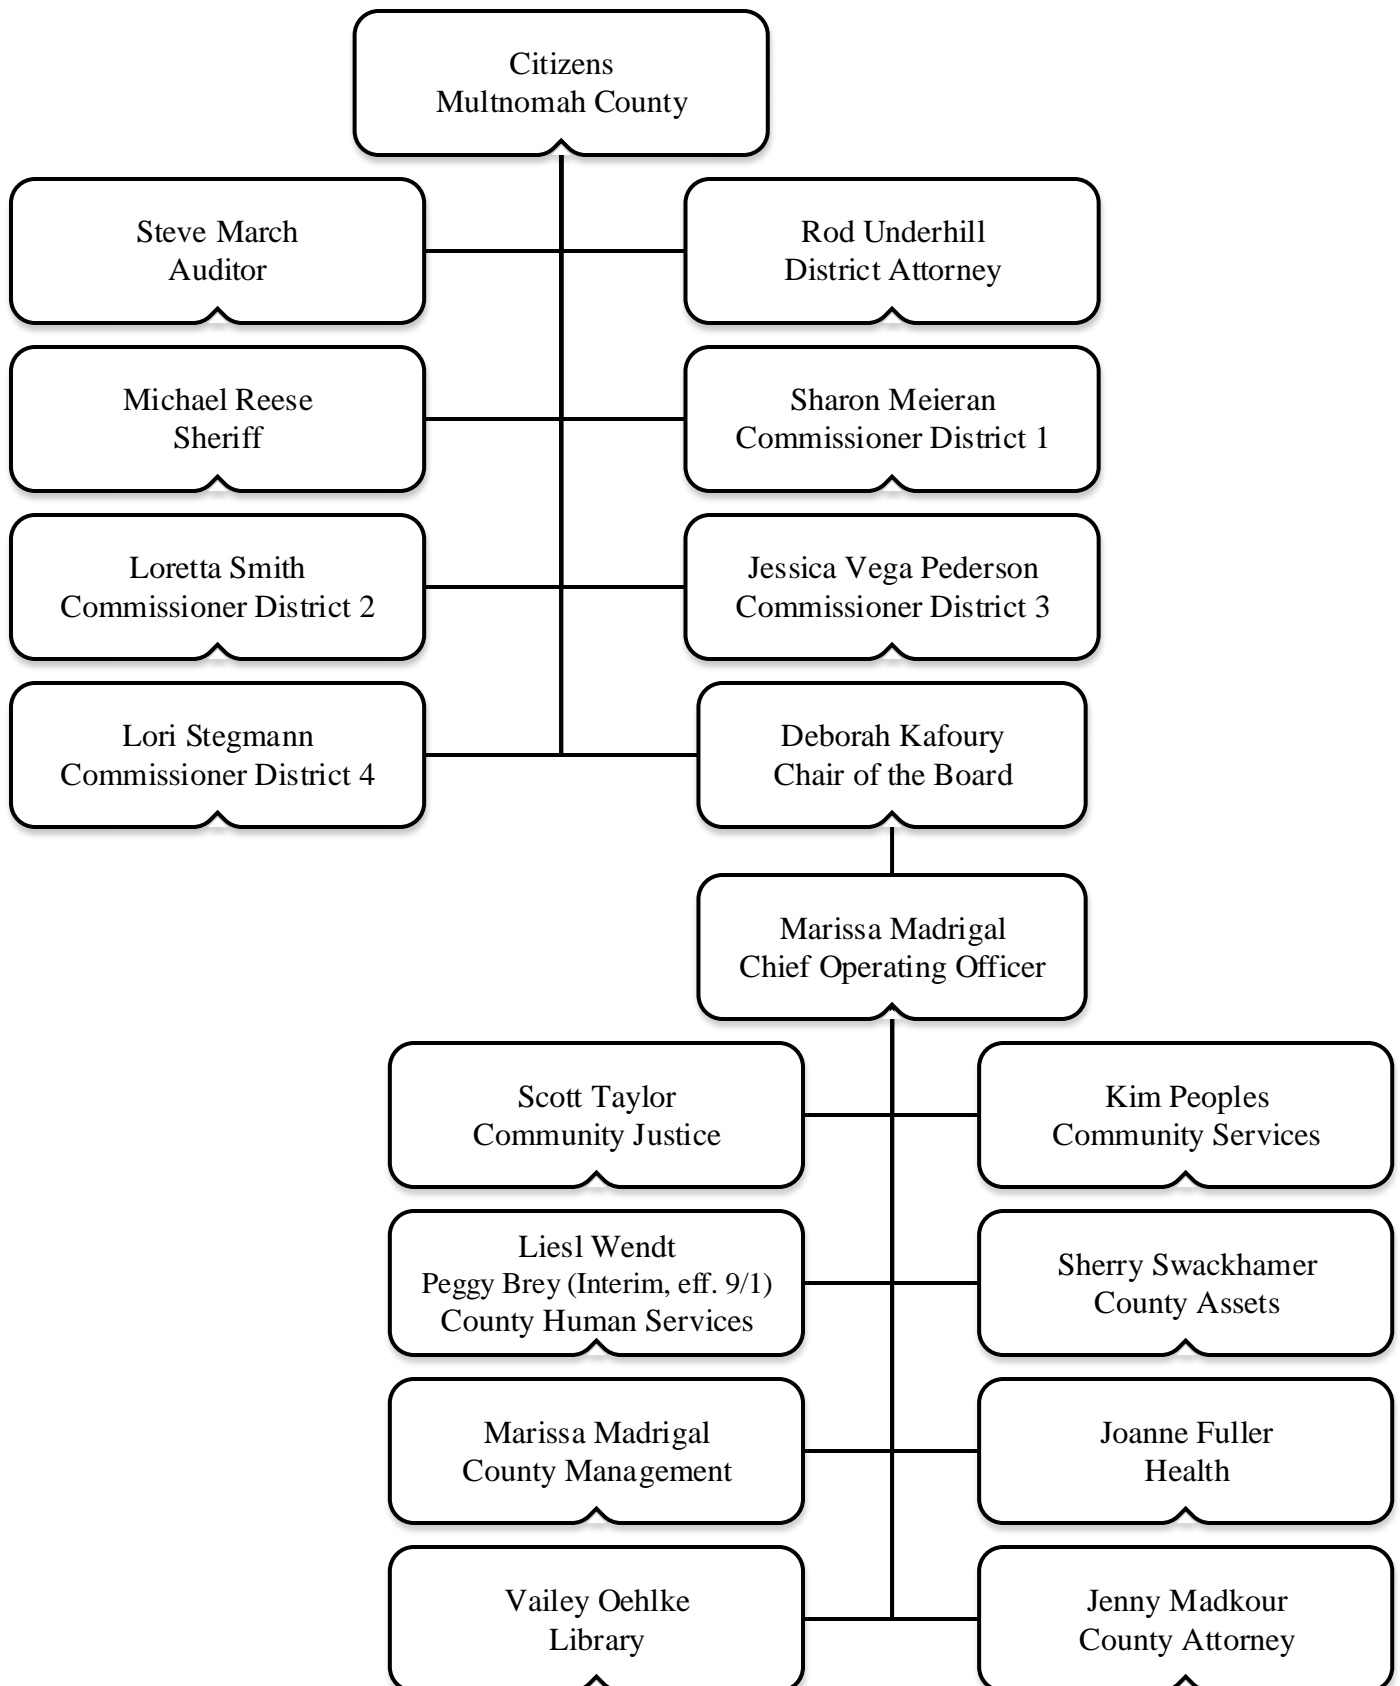 Citizens
Multnomah County
Steve March
Auditor
Rod Underhill
District Attorney
Michael Reese
Sheriff
Sharon Meieran
Commissioner District 1
Loretta Smith
Commissioner District 2
Jessica Vega Pederson
Commissioner District 3
Lori Stegmann
Commissioner District 4
Deborah Kafoury
Chair of the Board
Marissa Madrigal
Chief Operating Officer
Scott Taylor
Community Justice
Kim Peoples
Community Services
Liesl Wendt
Peggy Brey (Interim, eff. 9/1)
County Human Services
Sherry Swackhamer
County Assets
Marissa Madrigal
County Management
Joanne Fuller
Health
Vailey Oehlke
Library
Jenny Madkour
County Attorney